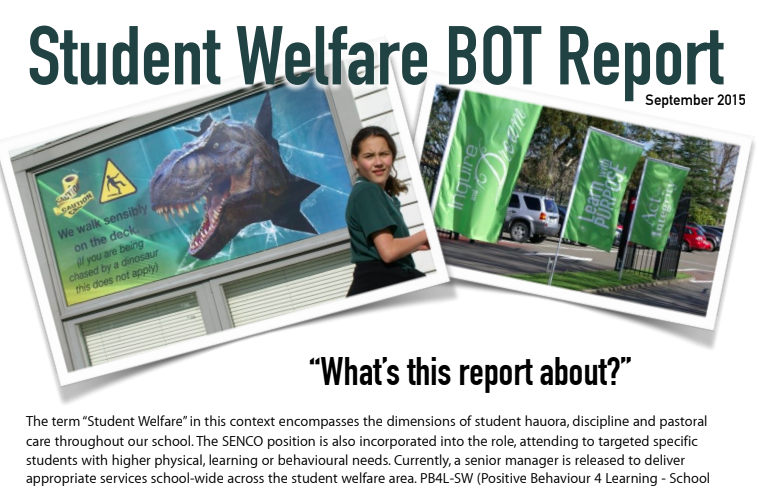 Student Welfare BOT Report
September 2015
CAUTION
We walk sensibly
on the deck.
(If you are being
chased by a dinosaur
this does not apply)
Inquire
and
Dream
Learn with
PURPOSE
Act
Integrity
“What’s this report about?”
The term “Student Welfare” in this context encompasses the dimensions of student hauora, discipline and pastoral
care throughout our school. The SENCO position is also incorporated into the role, attending to targeted specific
students with higher physical, learning or behavioural needs. Currently, a senior manager is released to deliver
appropriate services school-wide across the student welfare area. PB4L-SW (Positive Behaviour 4 Learning - School